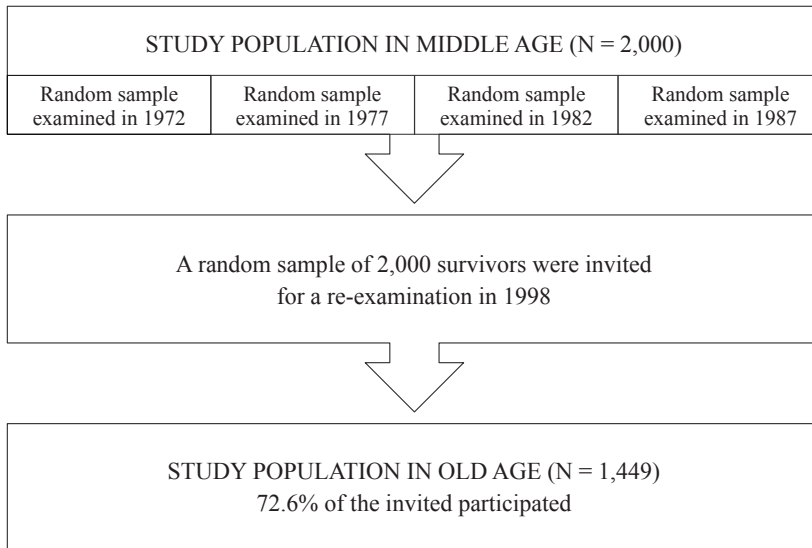 STUDY POPULATION IN MIDDLE AGE (N = 2,000)
Random sample
examined in 1972
Random sample
examined in 1977
Random sample
examined in 1982
Random sample
examined in 1987
A random sample of 2,000 survivors were invited
for a re-examination in 1998
STUDY POPULATION IN OLD AGE (N = 1,449)
72.6% of the invited participated